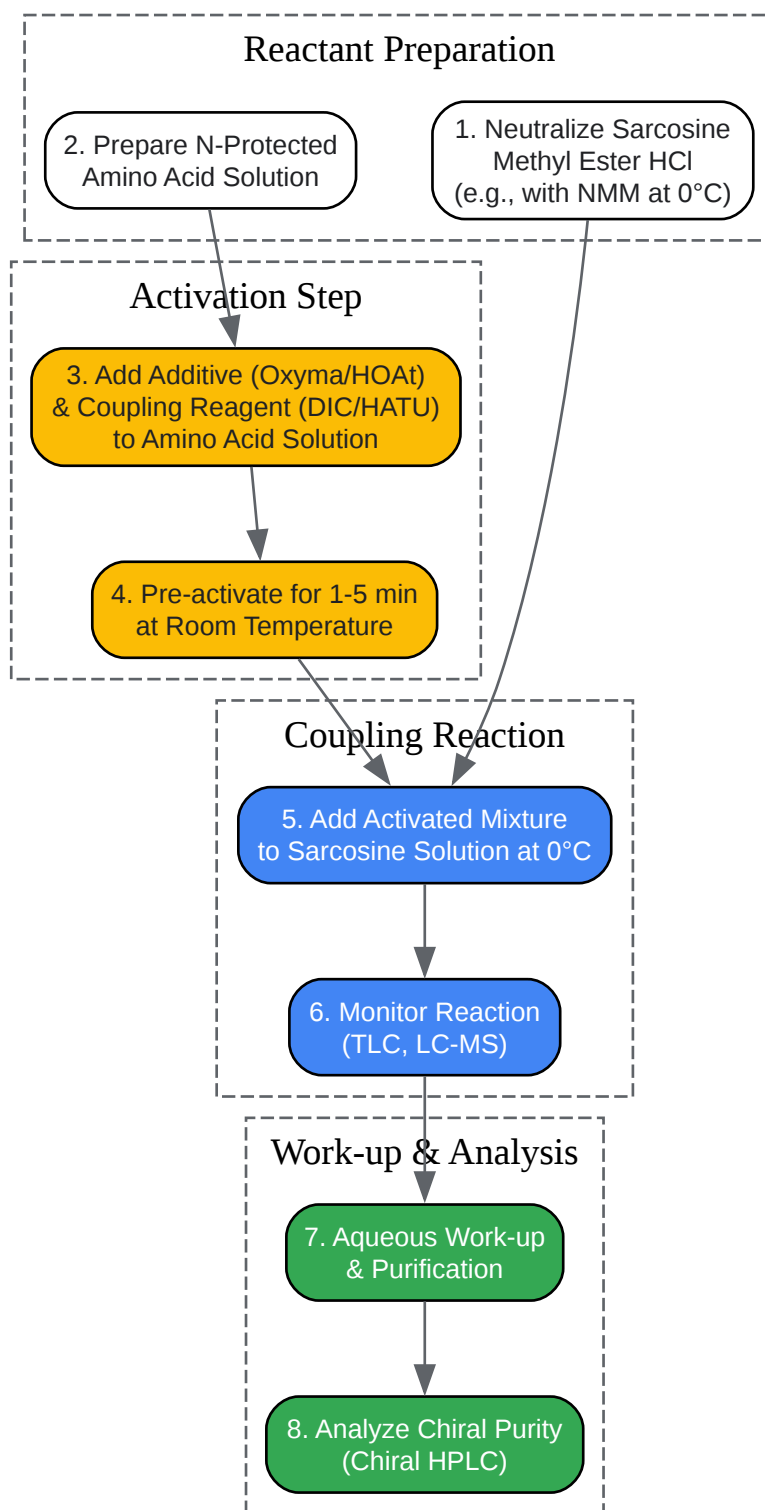 Reactant Preparation
2. Prepare N-Protected
Amino Acid Solution
1. Neutralize Sarcosine
Methyl Ester HCl
(e.g., with NMM at 0°C)
Activation Step
3. Add Additive (Oxyma/HOAt)
& Coupling Reagent (DIC/HATU)
to Amino Acid Solution
4. Pre-activate for 1-5 min
at Room Temperature
Coupling Reaction
5. Add Activated Mixture
to Sarcosine Solution at 0°C
6. Monitor Reaction
(TLC, LC-MS)
Work-up & Analysis
7. Aqueous Work-up
& Purification
8. Analyze Chiral Purity
(Chiral HPLC)